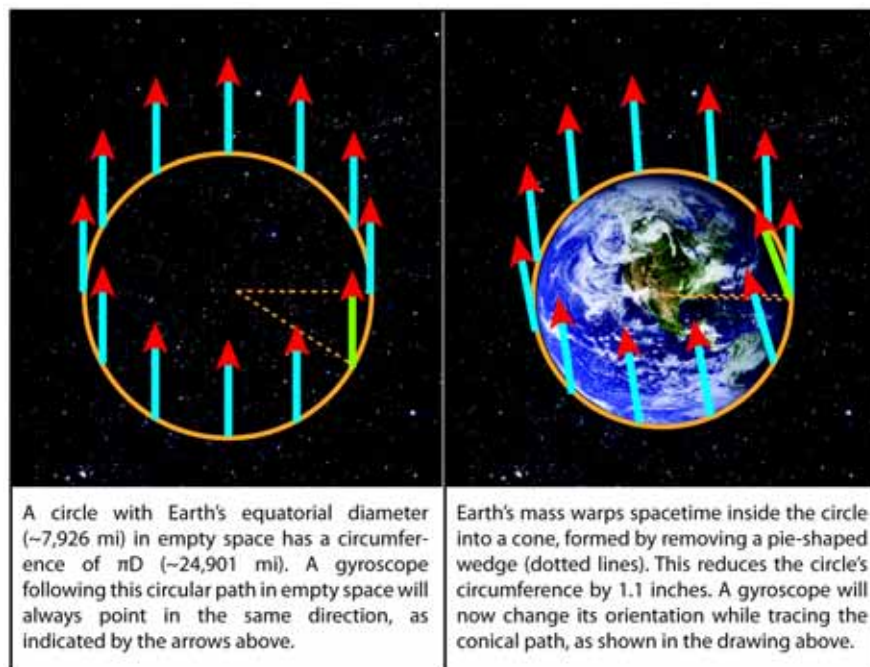 A circle with Earth's equatorial diameter
(~7,926 mi) in empty space has a circumfer-
ence of πD (~24,901 mi). A gyroscope
following this circular path in empty space will
always point in the same direction, as
indicated by the arrows above.
Earth's mass warps spacetime inside the circle
into a cone, formed by removing a pie-shaped
wedge (dotted lines). This reduces the circle's
circumference by 1.1 inches. A gyroscope will
now change its orientation while tracing the
conical path, as shown in the drawing above.